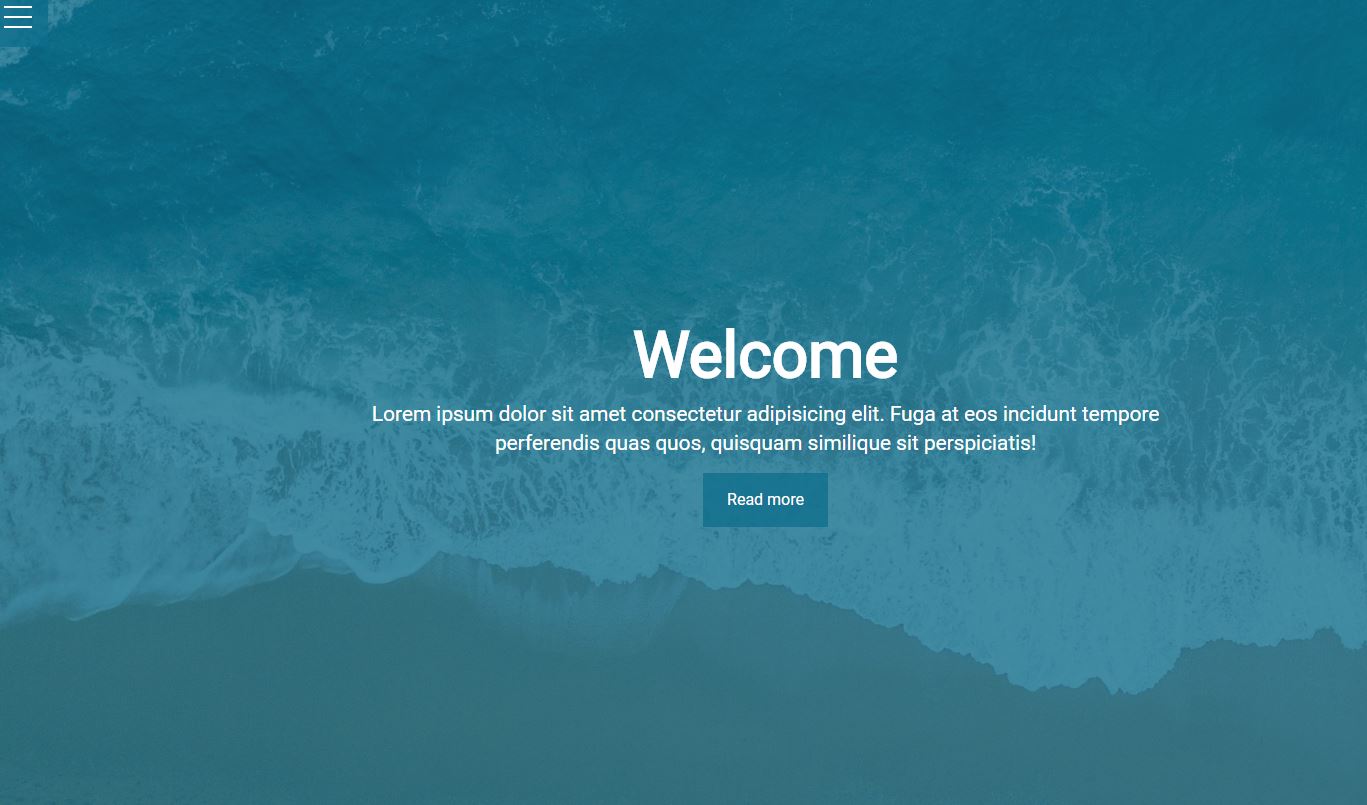 Welcome
Lorem ipsum dolor sit amet consectetur adipisicing elit. Fuga at eos incidunt tempore
perferendis quas quos, quisquam similique sit perspiciatis!
Read more